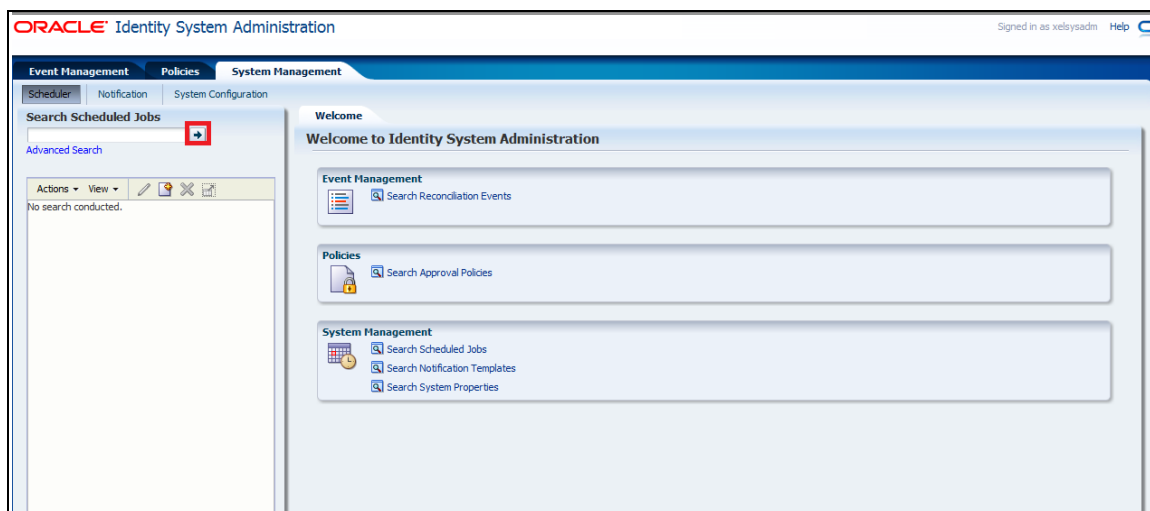 ORACLE Identity System Administration
Signed in as xelsysadm Help
Event Management Policies System Management
Scheduler Notification System Configuration
Search Scheduled Jobs
Advanced Search
Actions View
No search conducted.
Welcome
Welcome to Identity System Administration
Event Management
Search Reconciliation Events
Policies
Search Approval Policies
System Management
Search Scheduled Jobs
Search Notification Templates
Search System Properties